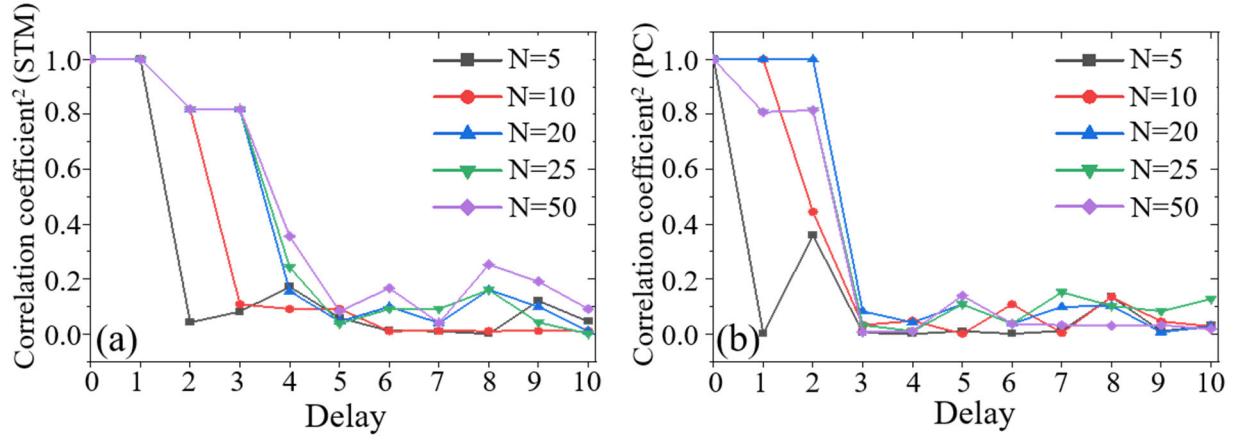 Correlation coefficient² (STM)
1.0
0.8
0.6
0.4
0.2
0.0
N=5
N=10
N=20
N=25
N=50
(a)
0 1 2 3 4 5 6 7 8 9 10
Delay
Correlation coefficient² (PC)
1.0
0.8
0.6
0.4
0.2
0.0
N=5
N=10
N=20
N=25
N=50
(b)
0 1 2 3 4 5 6 7 8 9 10
Delay